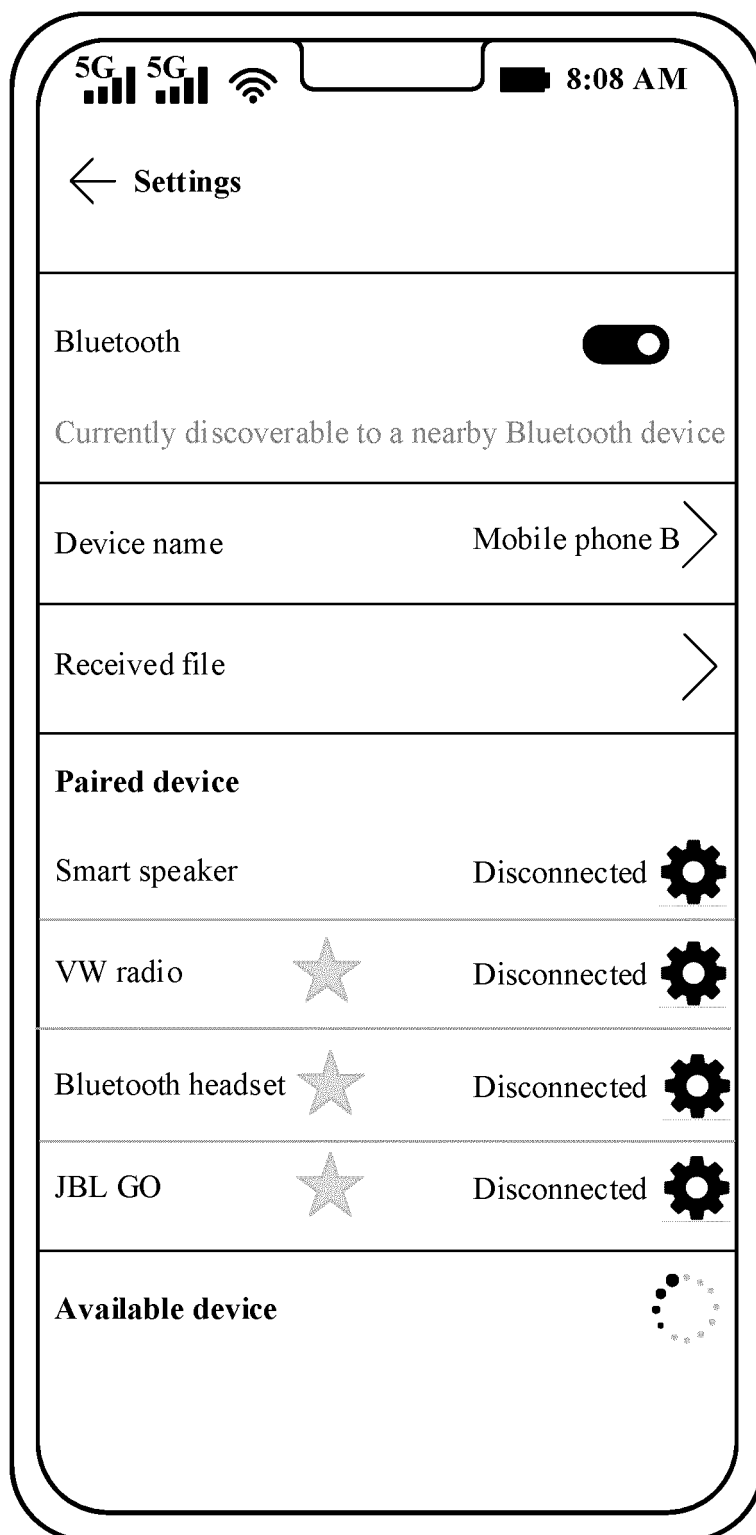 5G 5G 8:08 AM
Settings
Bluetooth
Currently discoverable to a nearby Bluetooth device
Device name Mobile phone B
Received file
Paired device
Smart speaker Disconnected
VW radio Disconnected
Bluetooth headset Disconnected
JBL GO Disconnected
Available device